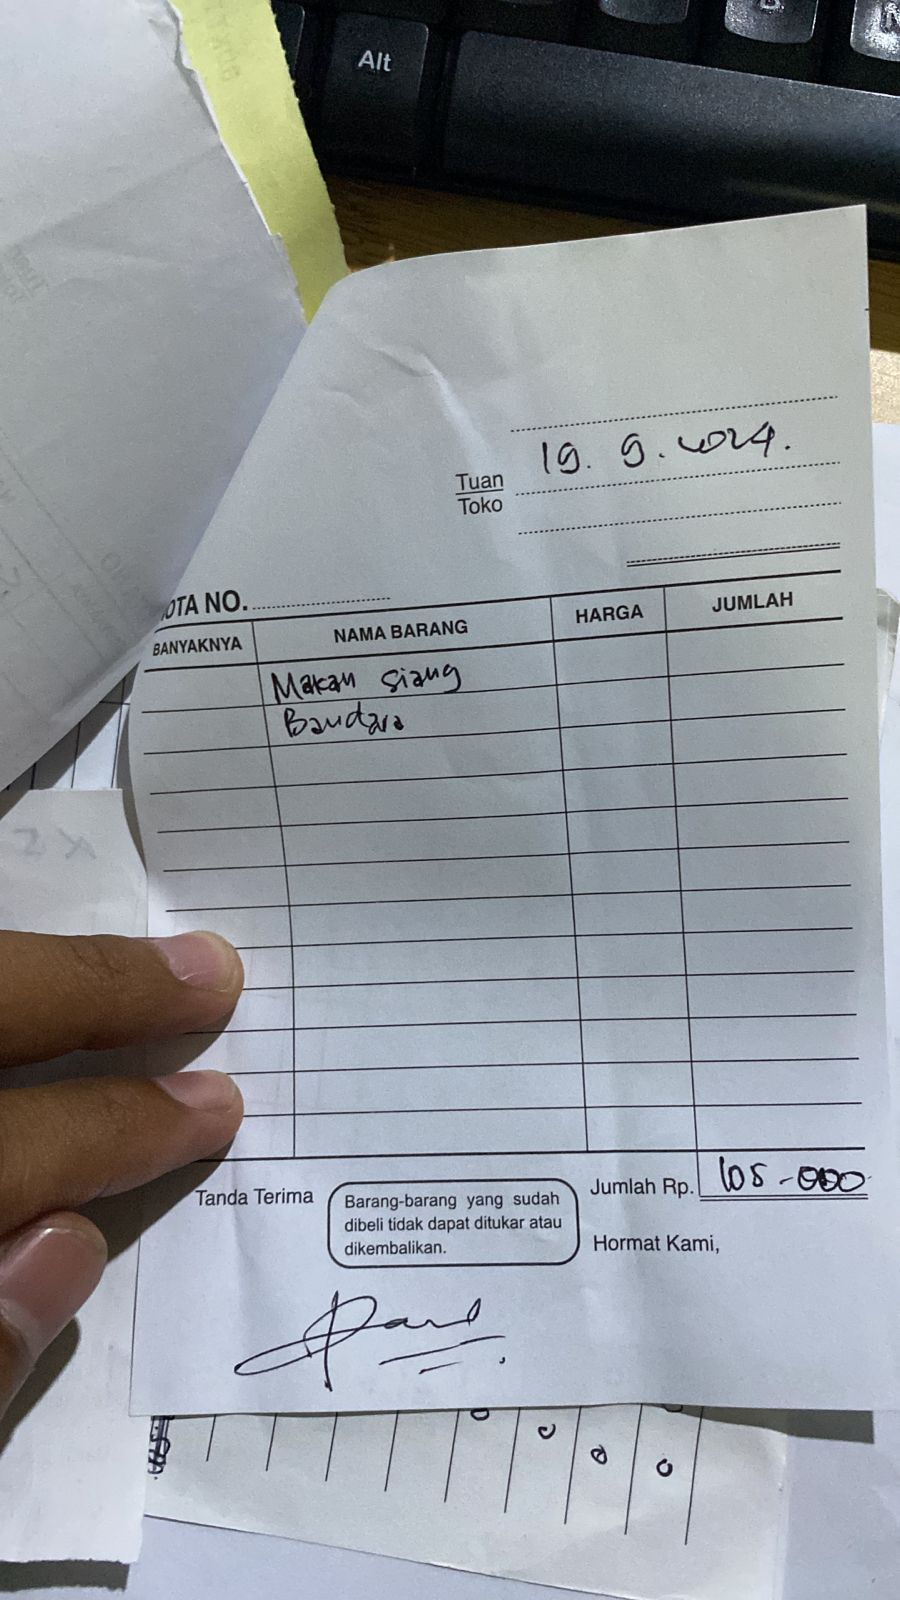 Alt
19. 9. 2024.
Tuan
Toko
OTA NO.
BANYAKNYA NAMA BARANG HARGA JUMLAH
Makan Siang
Bandara
Tanda Terima
Barang-barang yang sudah
dibeli tidak dapat ditukar atau
dikembalikan.
Jumlah Rp. 105.000
Hormat Kami,